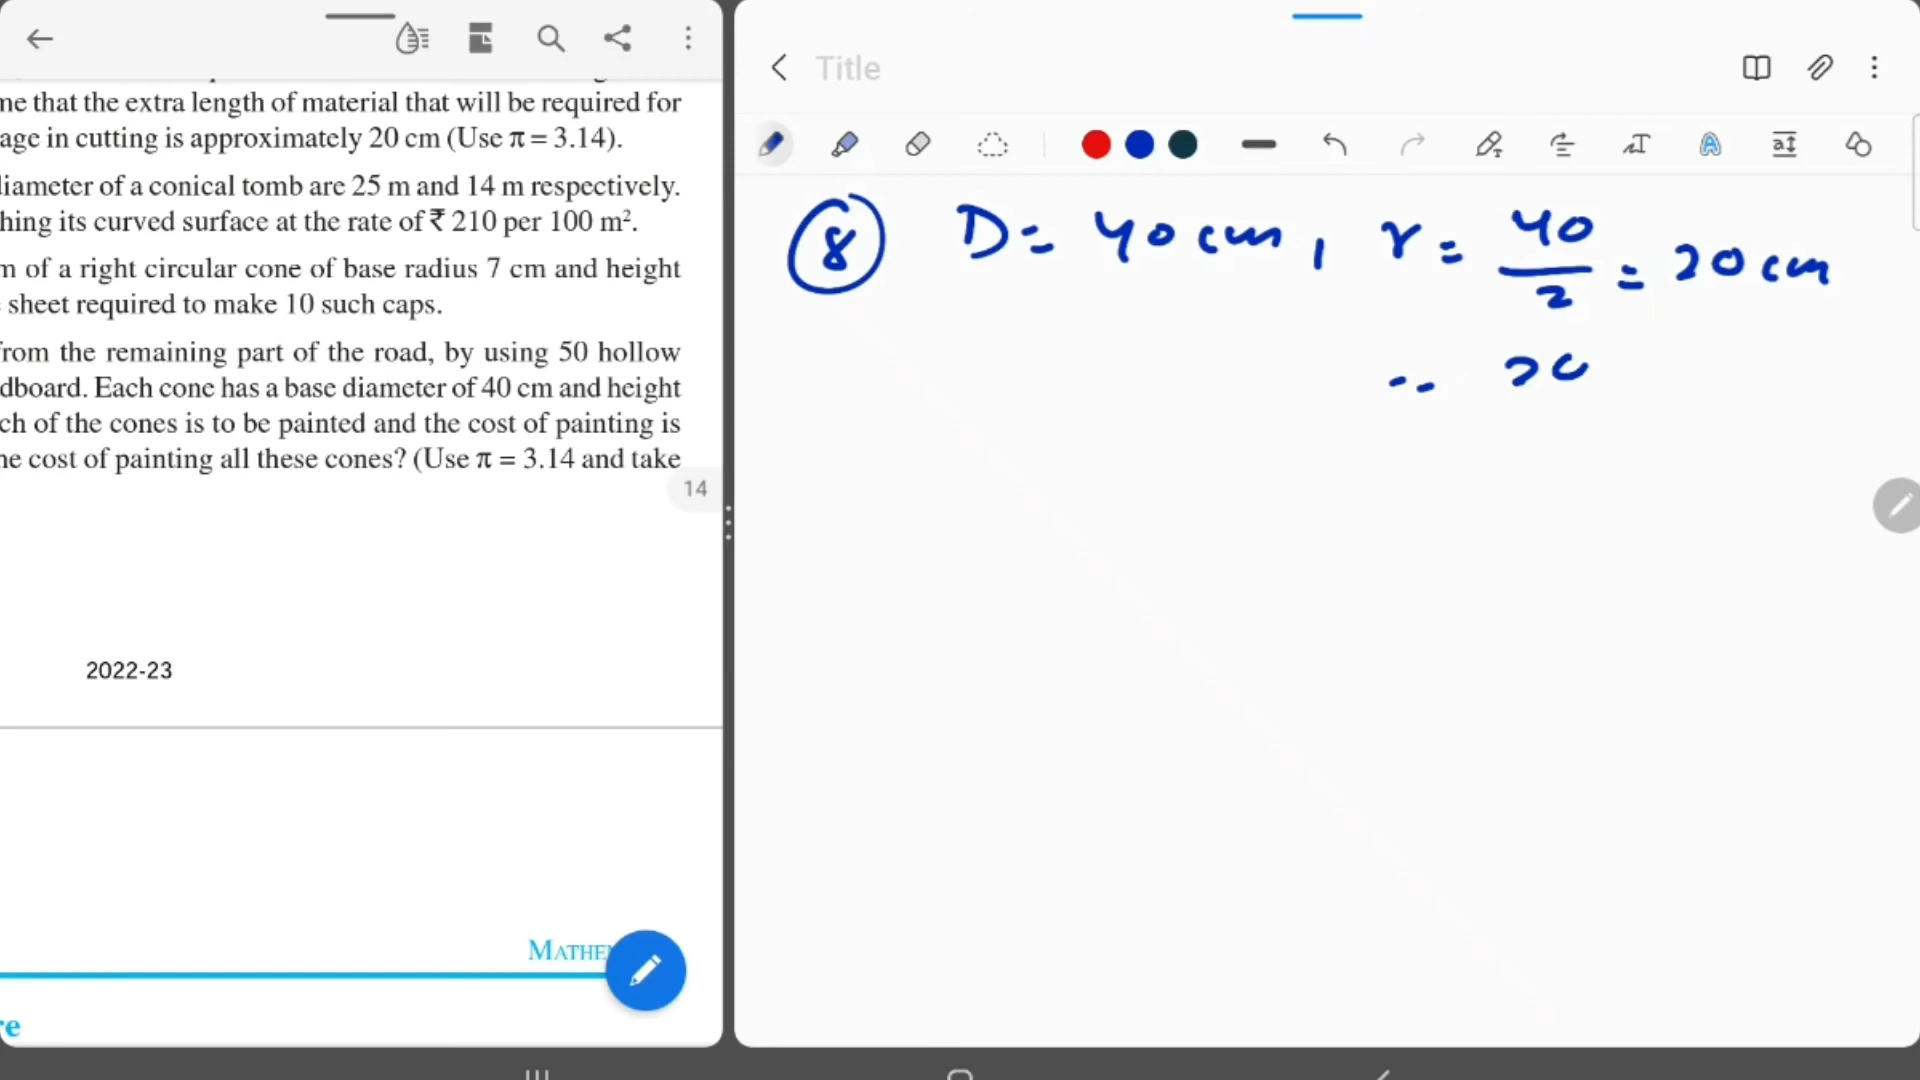 me that the extra length of material that will be required for
age in cutting is approximately 20 cm (Use π = 3.14).
iameter of a conical tomb are 25 m and 14 m respectively.
hing its curved surface at the rate of ₹ 210 per 100 m².
m of a right circular cone of base radius 7 cm and height
sheet required to make 10 such caps.
rom the remaining part of the road, by using 50 hollow
dboard. Each cone has a base diameter of 40 cm and height
ch of the cones is to be painted and the cost of painting is
he cost of painting all these cones? (Use π = 3.14 and take
14
2022-23
MATHE
re
Title
8 D = 40 cm, r = 40/2 = 20 cm
= 20